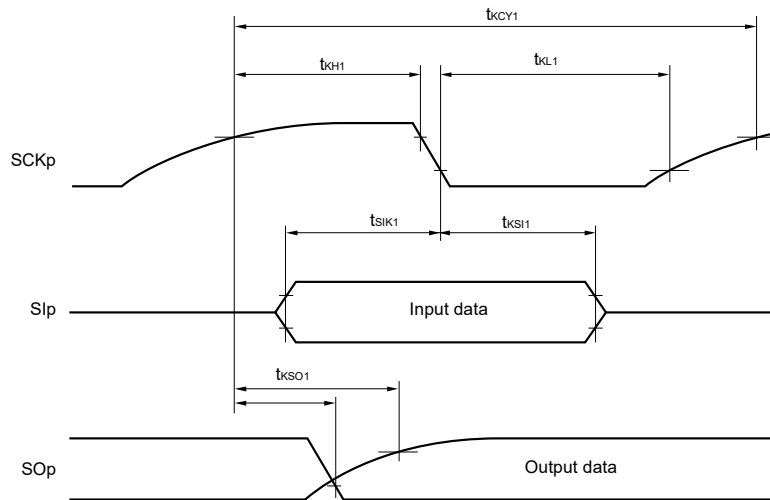 tKCY1
tKH1
tKL1
SCKp
tSIK1
tKSI1
SIp
Input data
tKSO1
SOp
Output data